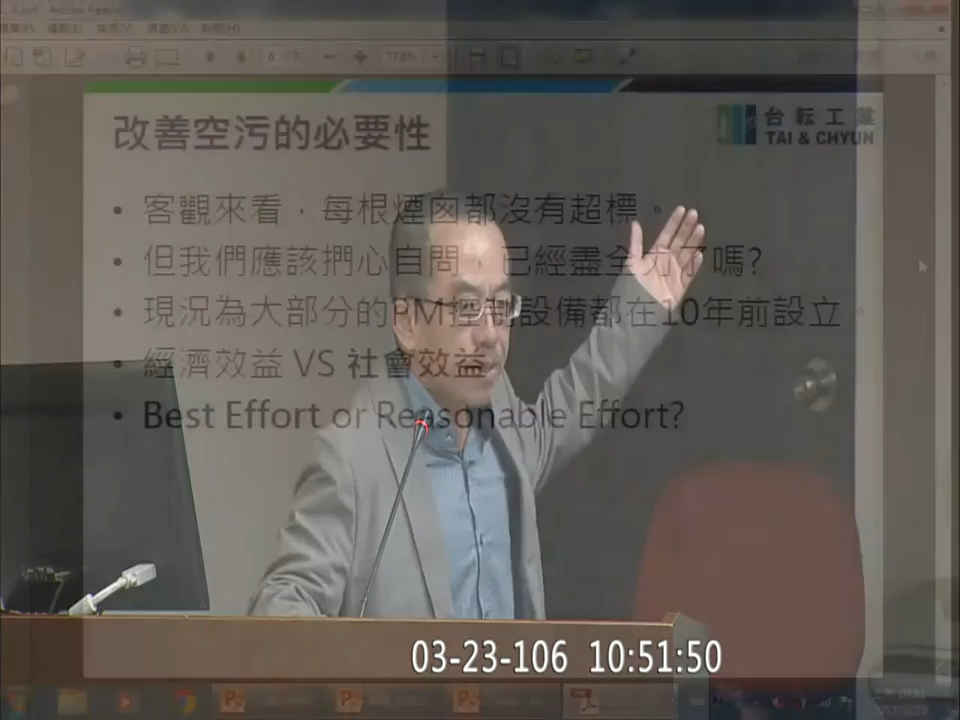 改善空污的必要性
台耘工業
TAI & CHYUN
• 客觀來看，每根煙囪都沒有超標。
• 但我們應該捫心自問，已經盡全力了嗎?
• 現況為大部分的PM控制設備都在10年前設立。
• 經濟效益 VS 社會效益
• Best Effort or Reasonable Effort?
03-23-106 10:51:50